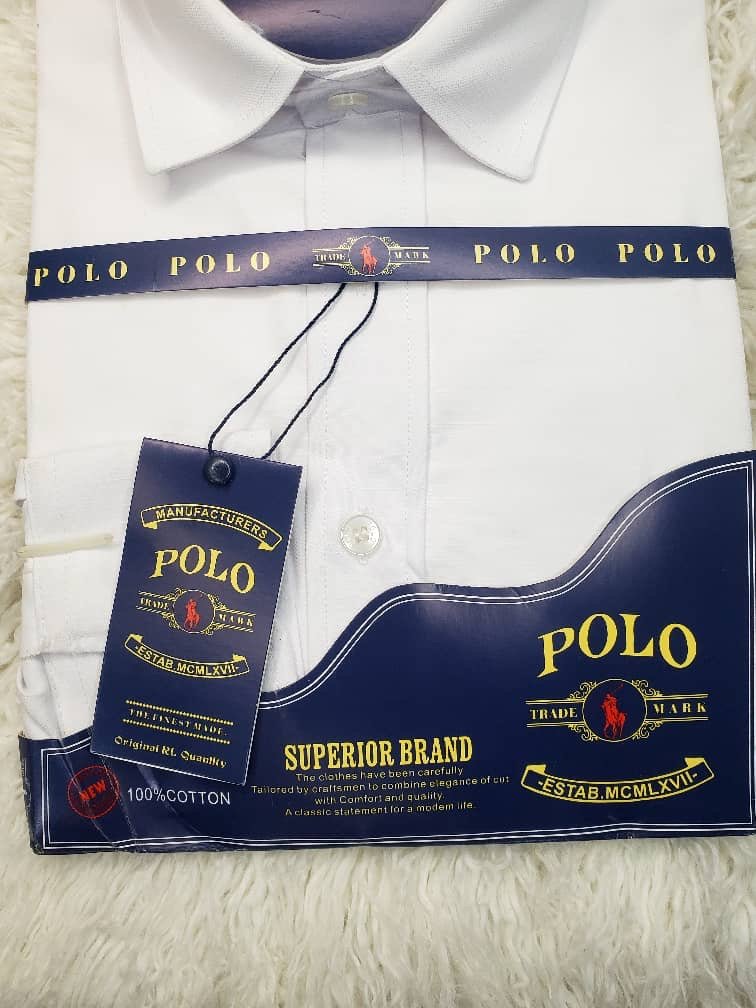 POLO POLO TRADE MARK POLO POLO
MANUFACTURERS
POLO
TRADE MARK
-ESTAB.MCMLXVII-
THE FINEST MADE.
Original RL Quanlky
POLO
TRADE MARK
-ESTAB.MCMLXVII-
SUPERIOR BRAND
The clothes have been carefully
Tailored by craftsmen to combine elegance of cut
with Comfort and quality.
A classic statement for a modem life.
NEW
100%COTTON